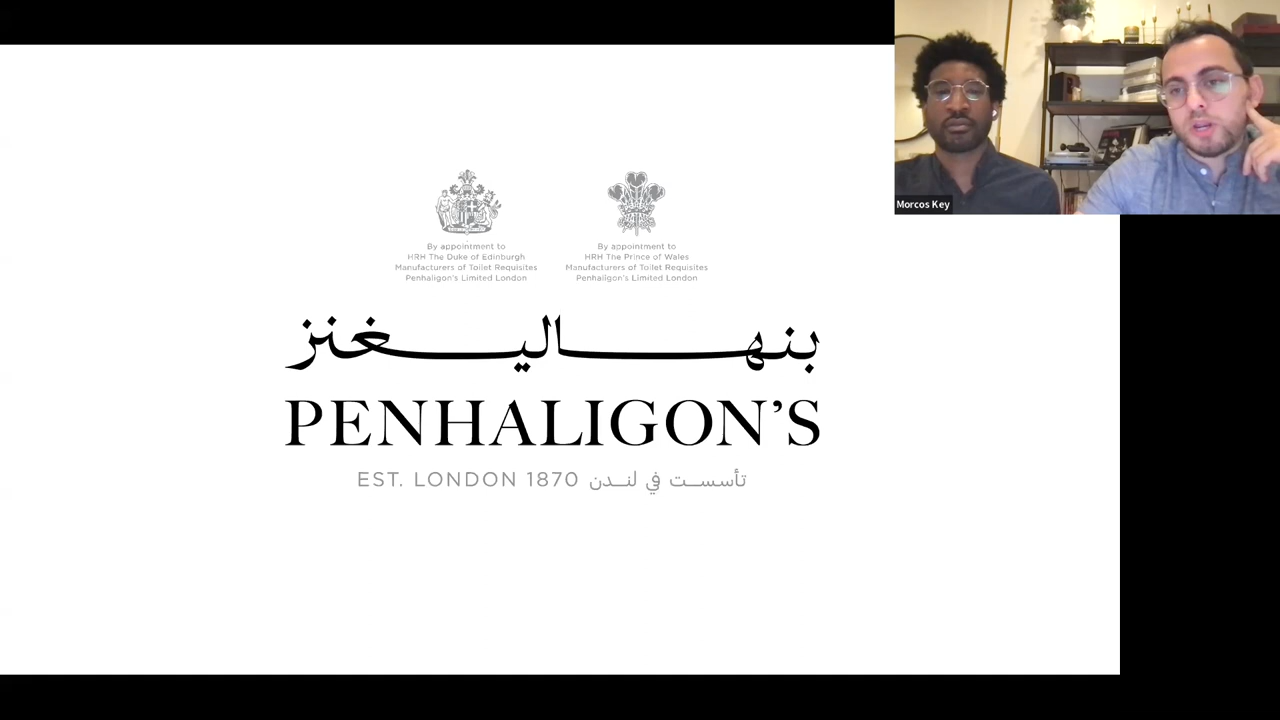 By appointment to
HRH The Duke of Edinburgh
Manufacturers of Toilet Requisites
Penhaligon's Limited London
By appointment to
HRH The Prince of Wales
Manufacturers of Toilet Requisites
Penhaligon's Limited London
بنهـــــاليـــــغنز
PENHALIGON'S
EST. LONDON 1870 تأسســت في لنــدن
Morcos Key